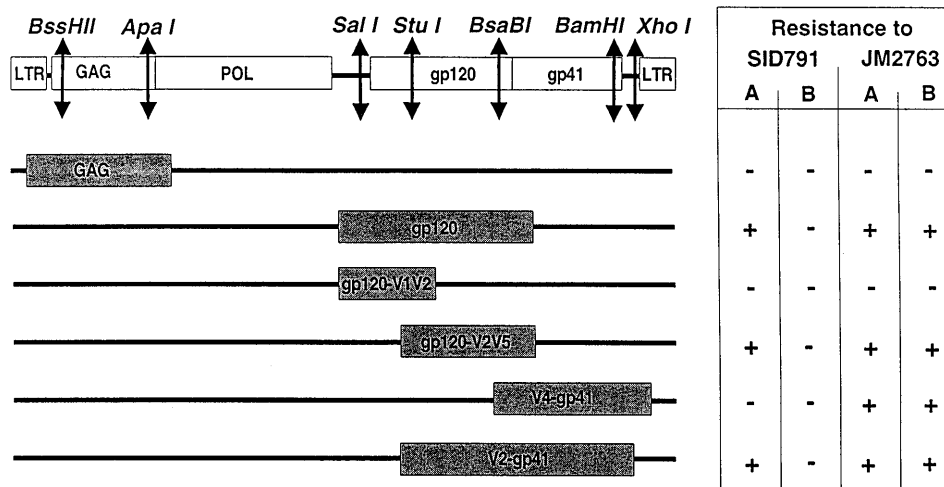 BssHII Apa I Sal I Stu I BsaBI BamHI Xho I
LTR GAG POL gp120 gp41 LTR
Resistance to
SID791 JM2763
A B A B
GAG - - - -
gp120 + - + +
gp120-V1V2 - - - -
gp120-V2V5 + - + +
V4-gp41 - - + +
V2-gp41 + - + +